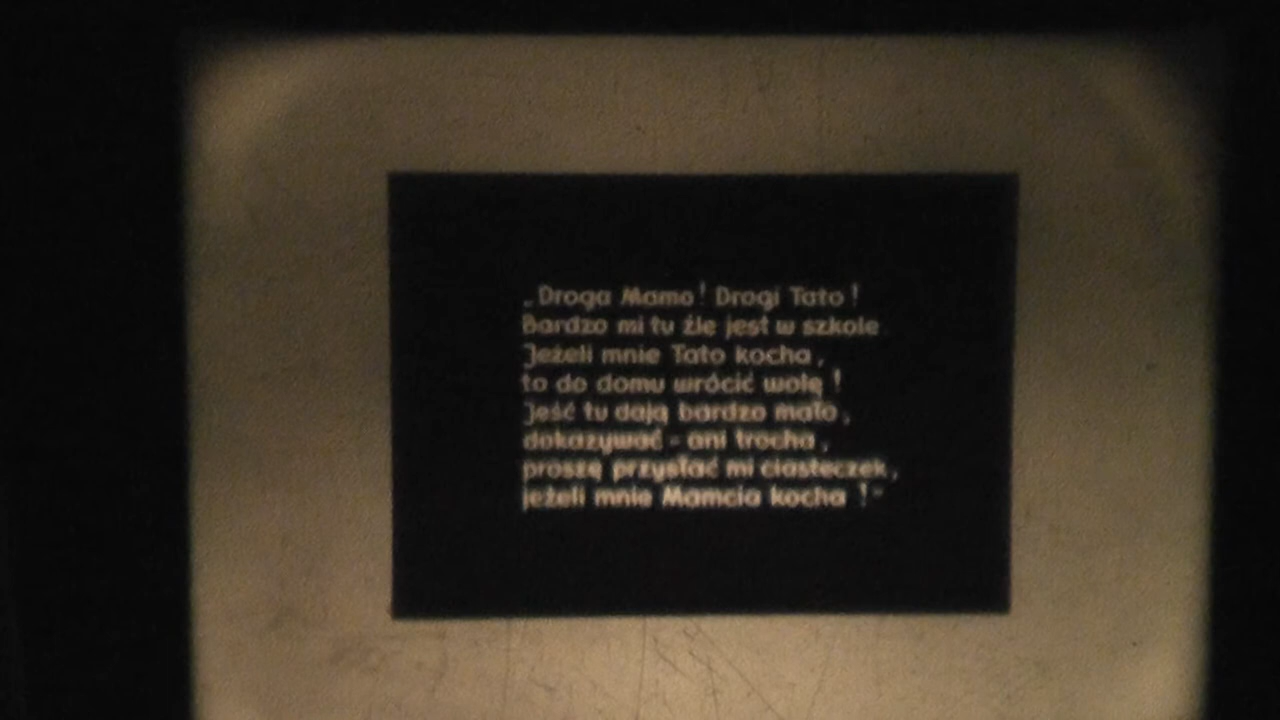 „Droga Mamo! Drogi Tato!
Bardzo mi tu źle jest w szkole
Jeżeli mnie Tato kocha,
to do domu wrócić wolę!
Jeść tu dają bardzo mało,
dokazywać - ani trocha,
proszę przysłać mi ciasteczek,
jeżeli mnie Mamcia kocha!"